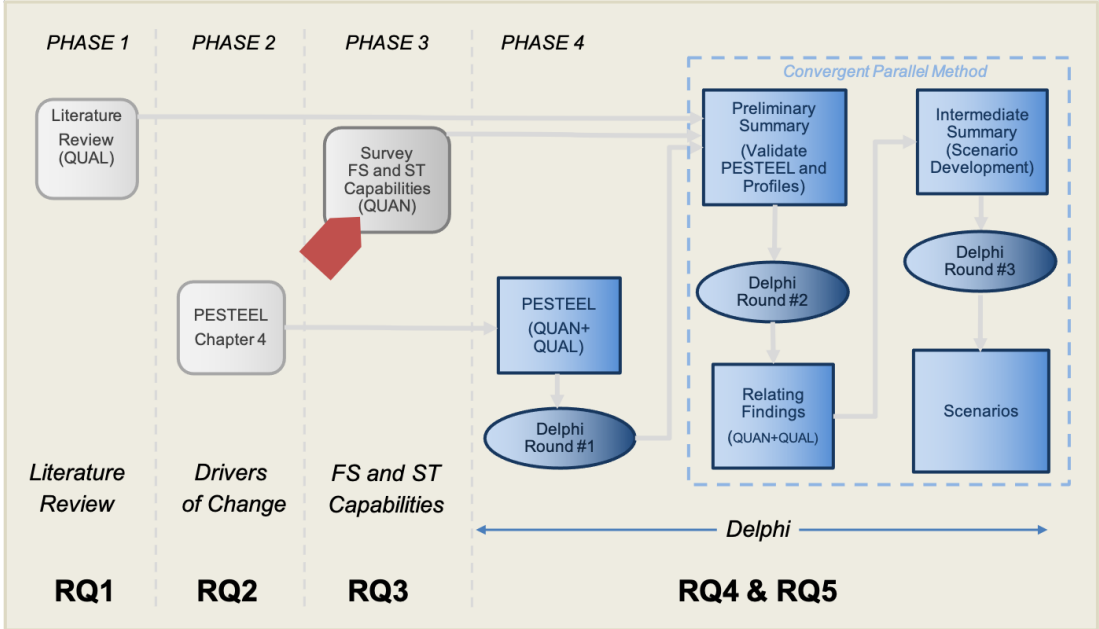 PHASE 1
PHASE 2
PHASE 3
PHASE 4
Convergent Parallel Method
Literature
Review
(QUAL)
Survey
FS and ST
Capabilities
(QUAN)
Preliminary
Summary
(Validate
PESTEEL and
Profiles)
Intermediate
Summary
(Scenario
Development)
Delphi
Round #2
Delphi
Round #3
PESTEEL
Chapter 4
PESTEEL
(QUAN+
QUAL)
Delphi
Round #1
Relating
Findings
(QUAN+QUAL)
Scenarios
Literature
Review
Drivers
of Change
FS and ST
Capabilities
Delphi
RQ1
RQ2
RQ3
RQ4 & RQ5